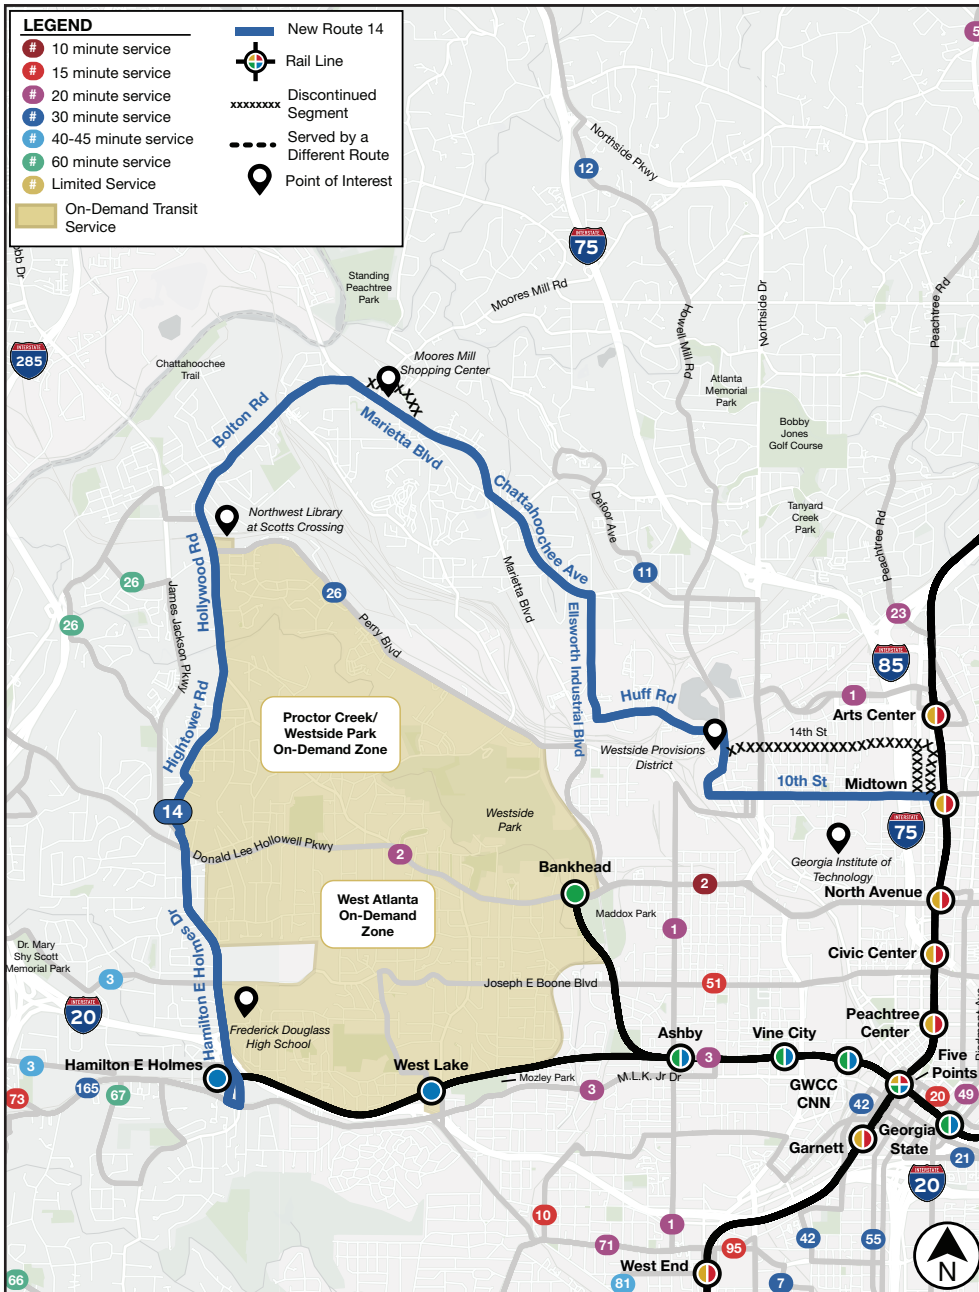 LEGEND
# 10 minute service
# 15 minute service
# 20 minute service
# 30 minute service
# 40-45 minute service
# 60 minute service
# Limited Service
On-Demand Transit
Service
New Route 14
Rail Line
xxxxxxxx Discontinued
Segment
Served by a
Different Route
Point of Interest
5
Northside Pkwy
12
INTERSTATE
75
obb Dr
Standing
Peachtree
Park
Moores Mill Rd
Northside Dr
Peachtree Rd
Howell Mill Rd
INTERSTATE
285
Chattahoochee
Trail
Moores Mill
Shopping Center
Atlanta
Memorial
Park
Bolton Rd
Marietta Blvd
Bobby
Jones
Golf Course
Chattahoochee Ave
Defoor Ave
Tanyard
Creek
Park
Peachtree Rd
Northwest Library
at Scotts Crossing
Hollywood Rd
Marietta Blvd
11
26
26
26
James Jackson Pkwy
Perry Blvd
Ellsworth Industrial Blvd
23
INTERSTATE
85
Huff Rd
1
Arts Center
Hightower Rd
Proctor Creek/
Westside Park
On-Demand Zone
Westside Provisions
District
14th St
10th St
Midtown
14
Westside
Park
INTERSTATE
75
Donald Lee Hollowell Pkwy
2
Georgia Institute of
Technology
Bankhead
2
North Avenue
West Atlanta
On-Demand
Zone
Maddox Park
1
Hamilton E Holmes Dr
Dr. Mary
Shy Scott
Memorial Park
Civic Center
3
Joseph E Boone Blvd
51
INTERSTATE
20
Frederick Douglass
High School
Peachtree
Center
Ashby
Vine City
Hamilton E Holmes
West Lake
3
Five
Points
3
165
67
73
Mozley Park
M.L.K. Jr Dr
3
GWCC
CNN
42
20
49
Garnett
Georgia
State
21
INTERSTATE
20
10
1
71
95
42
55
West End
81
7
66
N